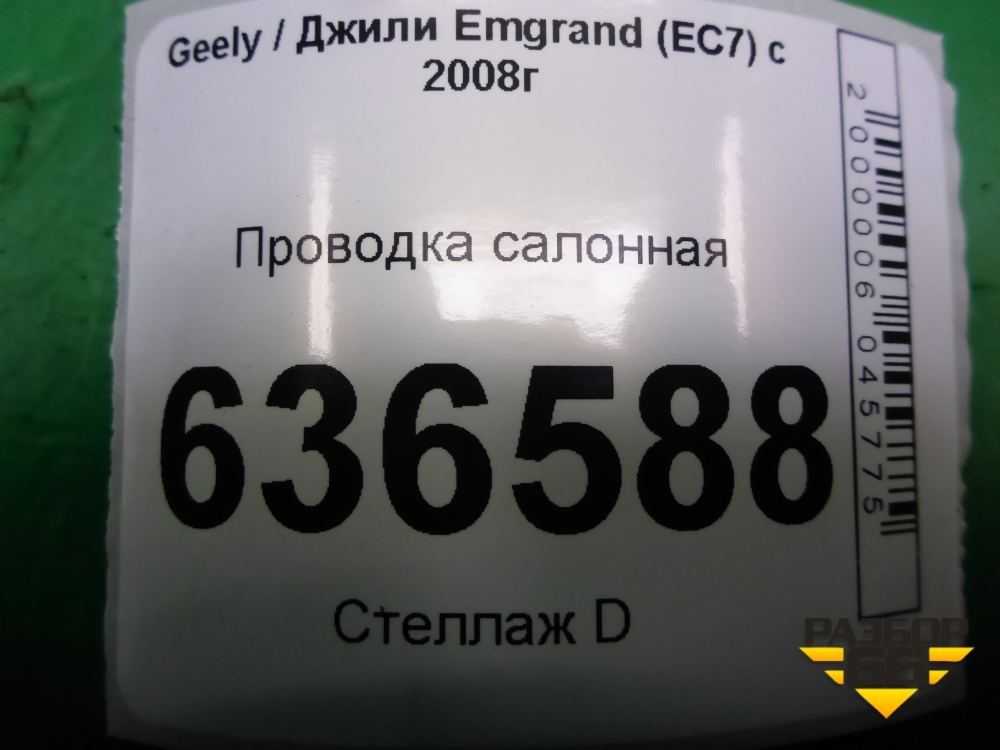 Geely / Джили Emgrand (EC7) с
2008г
Проводка салонная
636588
Стеллаж D
2000006045775
РАЗБОР
66